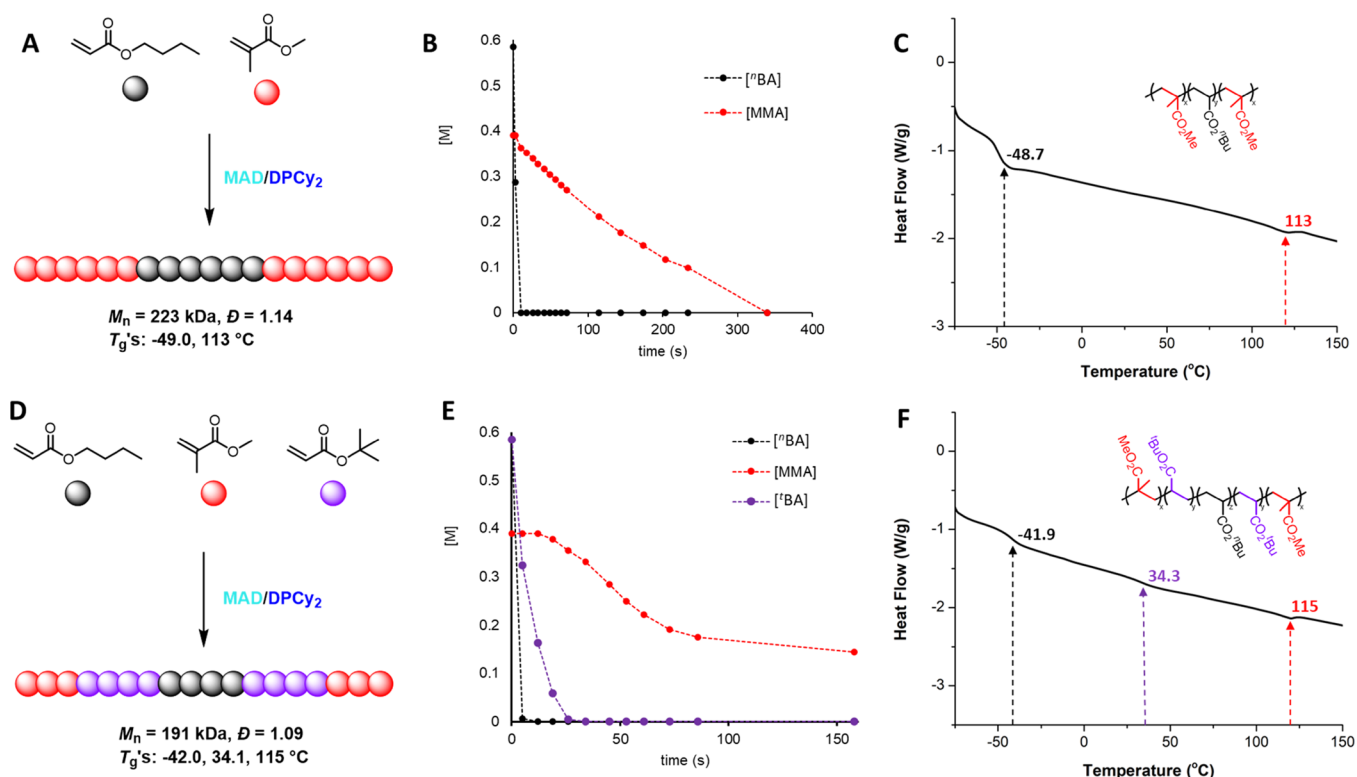 A
O
O
O
O
MAD/DPCy₂
Mₙ = 223 kDa, Đ = 1.14
T_g's: -49.0, 113 °C
B
0.6
0.5
0.4
0.3
0.2
0.1
0
[M]
0
100
200
300
400
time (s)
[ⁿBA]
[MMA]
C
0
-1
-2
-3
Heat Flow (W/g)
-50
0
50
100
150
Temperature (°C)
-48.7
113
x
y
x
CO₂Me
CO₂ⁿBu
CO₂Me
D
O
O
O
O
O
O
MAD/DPCy₂
Mₙ = 191 kDa, Đ = 1.09
T_g's: -42.0, 34.1, 115 °C
E
0.6
0.5
0.4
0.3
0.2
0.1
0
[M]
0
50
100
150
time (s)
[ⁿBA]
[MMA]
[ᵗBA]
F
0
-1
-2
-3
Heat Flow (W/g)
-50
0
50
100
150
Temperature (°C)
-41.9
34.3
115
MeO₂C
ᵗBuO₂C
CO₂ⁿBu
CO₂ᵗBu
CO₂Me